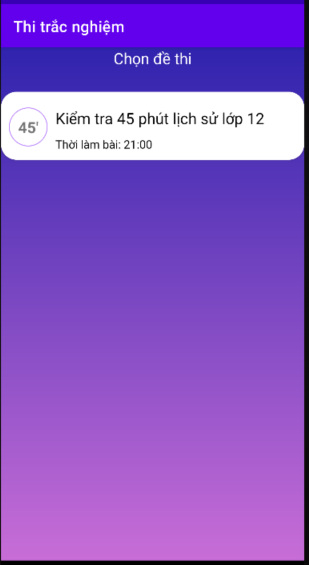 Thi trắc nghiệm
Chọn đề thi
45'
Kiểm tra 45 phút lịch sử lớp 12
Thời làm bài: 21:00